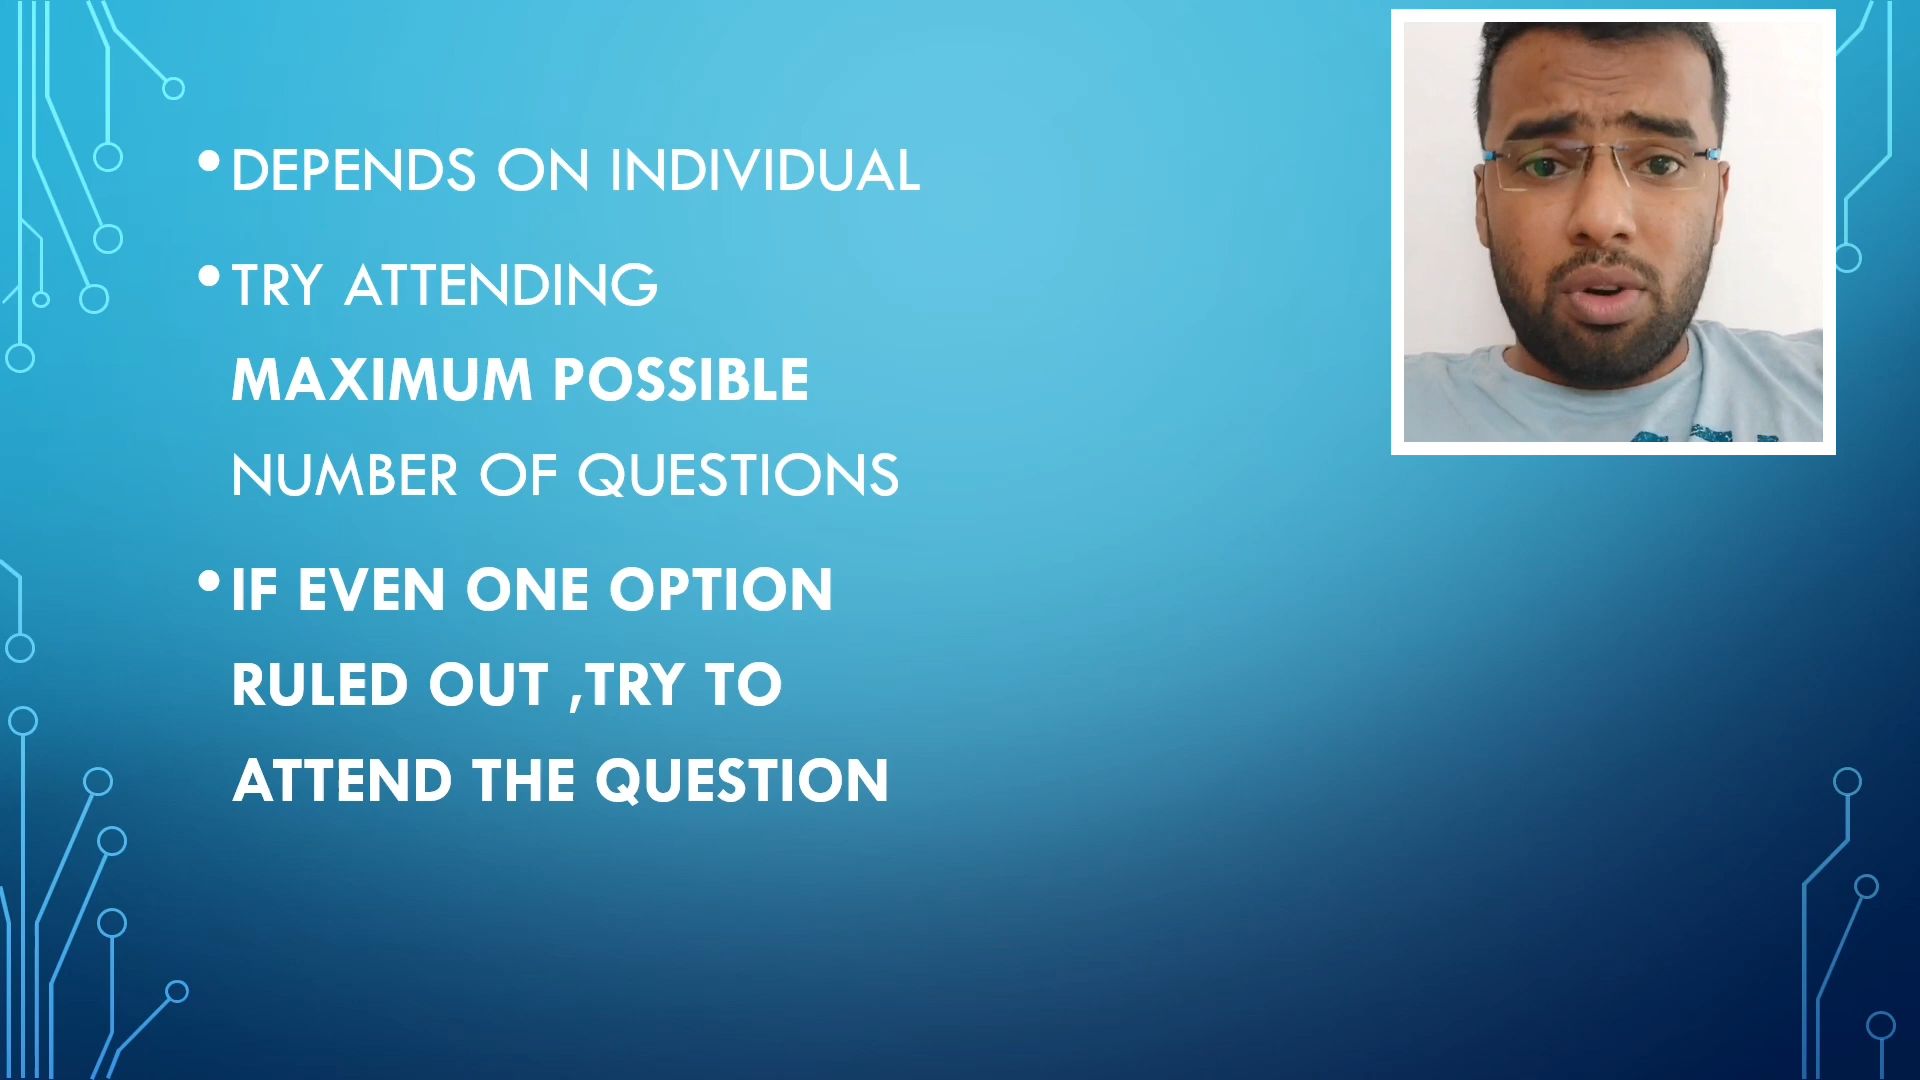 • DEPENDS ON INDIVIDUAL
• TRY ATTENDING
MAXIMUM POSSIBLE
NUMBER OF QUESTIONS
• IF EVEN ONE OPTION
RULED OUT ,TRY TO
ATTEND THE QUESTION